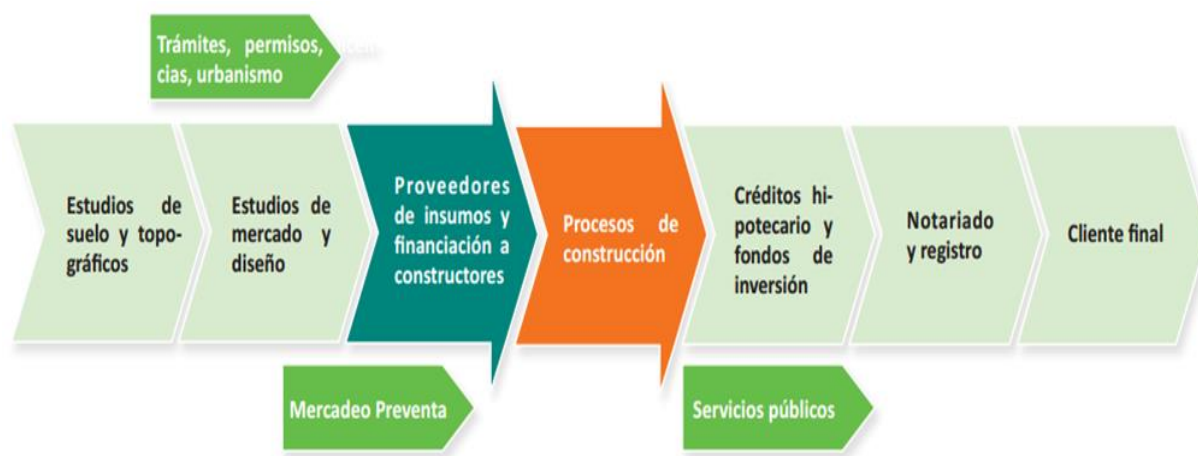 Trámites, permisos, licen-
cias, urbanismo
Estudios de
suelo y topo-
gráficos
Estudios de
mercado y
diseño
Proveedores
de insumos y
financiación a
constructores
Procesos de
construcción
Créditos hi-
potecario y
fondos de
inversión
Notariado
y registro
Cliente final
Mercadeo Preventa
Servicios públicos